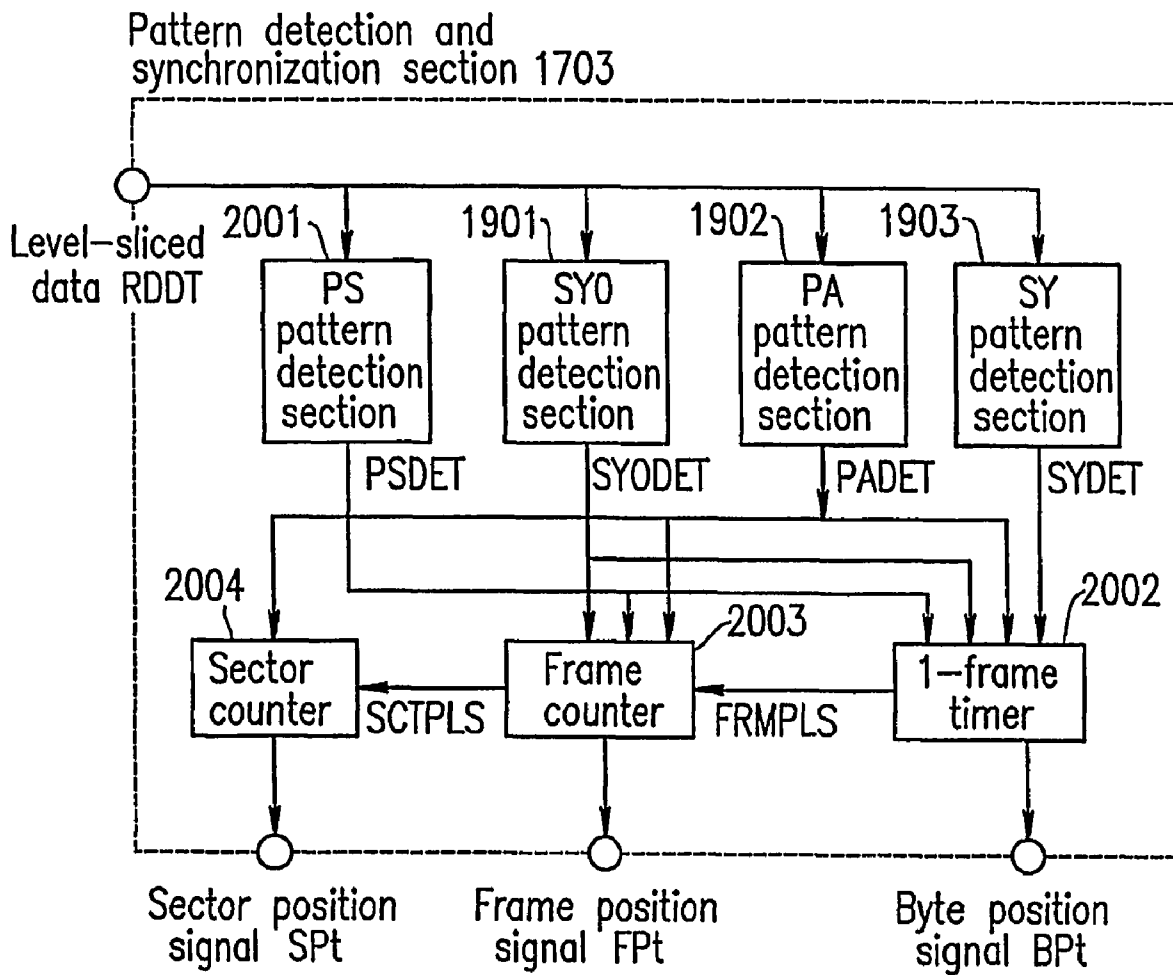 Pattern detection and
synchronization section 1703
Level-sliced
data RDDT
2001
1901
1902
1903
PS
pattern
detection
section
SY0
pattern
detection
section
PA
pattern
detection
section
SY
pattern
detection
section
PSDET
SY0DET
PADET
SYDET
2004
2003
2002
Sector
counter
SCTPLS
Frame
counter
FRMPLS
1-frame
timer
Sector position
signal SPt
Frame position
signal FPt
Byte position
signal BPt